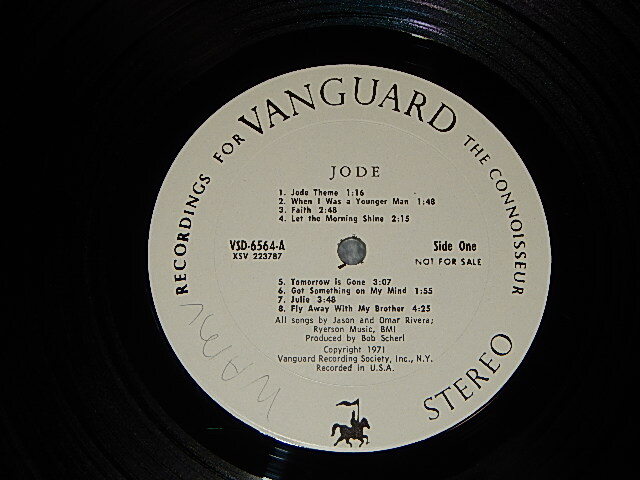 RECORDINGS FOR VANGUARD THE CONNOISSEUR
JODE
1. Jode Theme 1:16
2. When I Was a Younger Man 1:48
3. Faith 2:48
4. Let the Morning Shine 2:15
VSD-6564-A
XSV 223787
Side One
NOT FOR SALE
5. Tomorrow is Gone 3:07
6. Got Something on My Mind 1:55
7. Julie 3:48
8. Fly Away With My Brother 4:25
All songs by Jason and Omar Rivera;
Ryerson Music, BMI
Produced by Bob Scherl
Copyright 1971
Vanguard Recording Society, Inc., N.Y.
Recorded in U.S.A.
STEREO